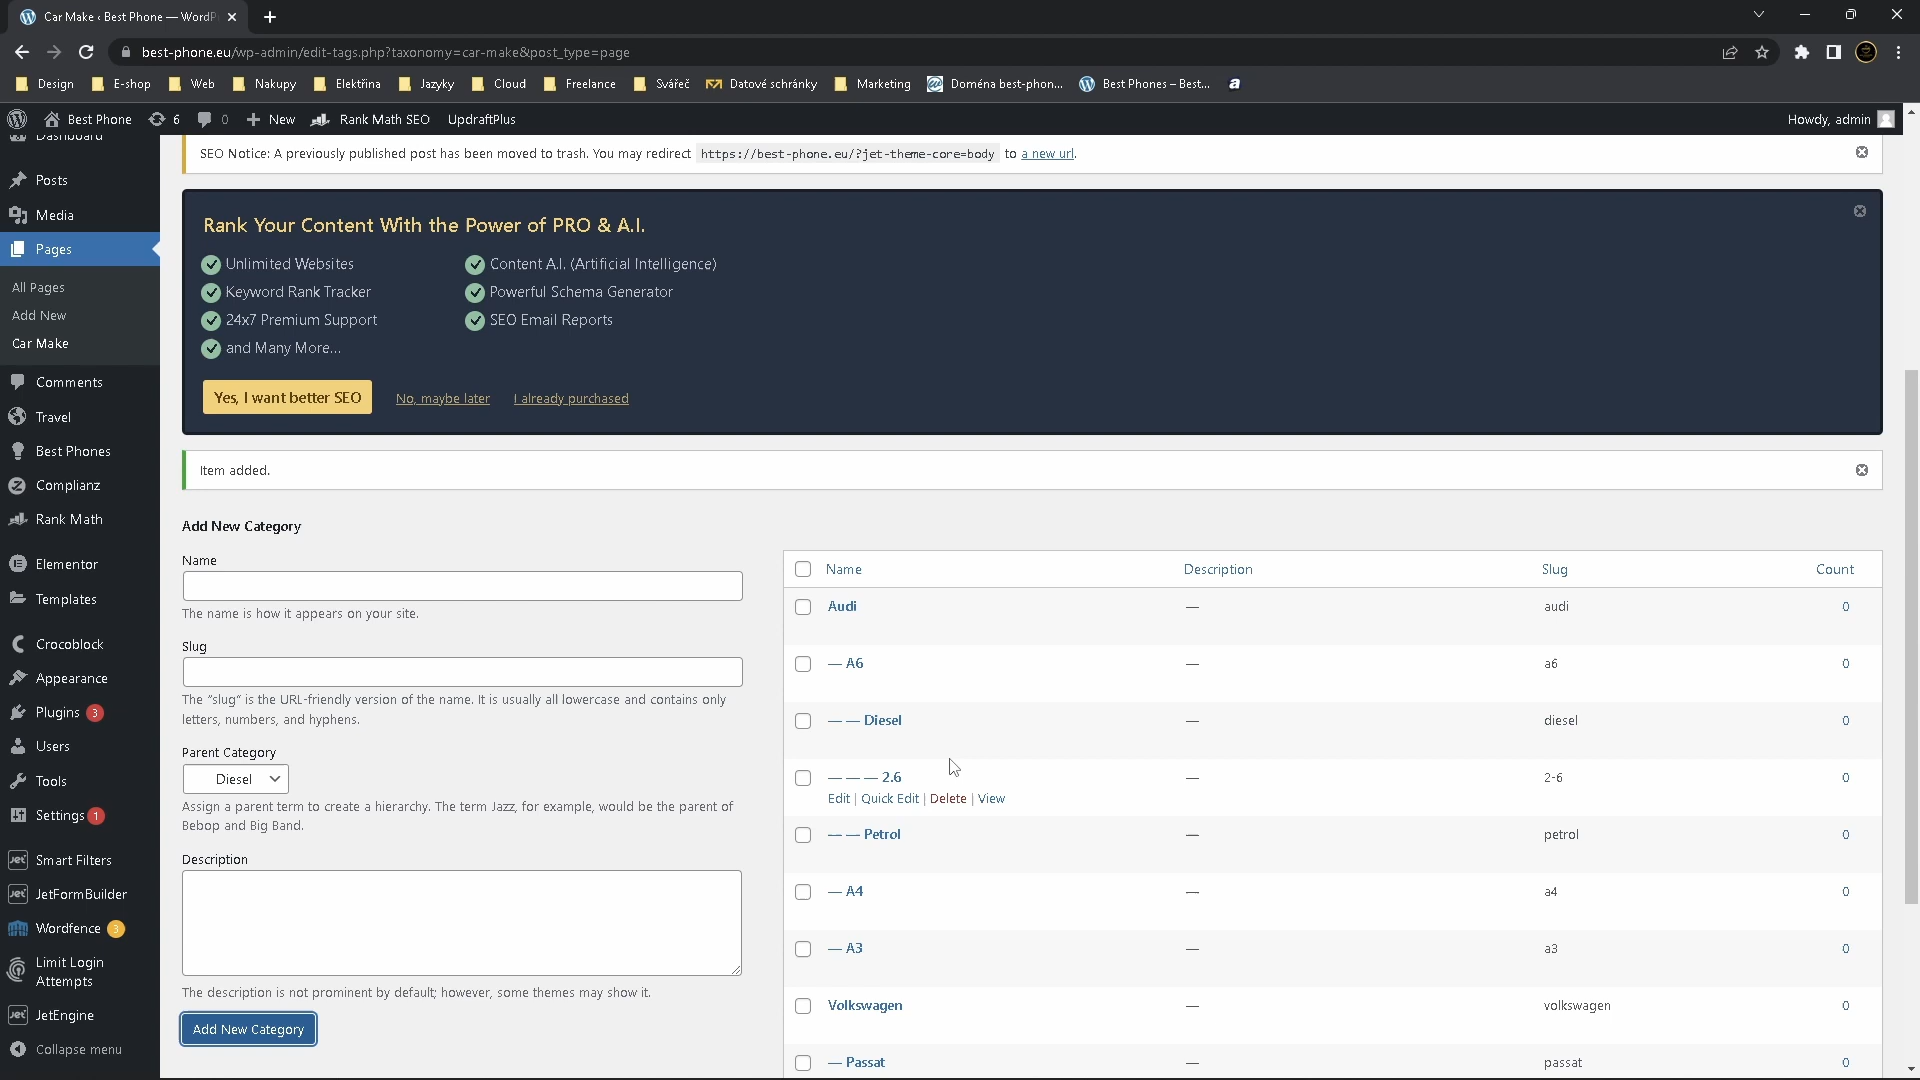 Car Make ‹ Best Phone — WordP
best-phone.eu/wp-admin/edit-tags.php?taxonomy=car-make&post_type=page
Design
E-shop
Web
Nakupy
Elektřina
Jazyky
Cloud
Freelance
Svářeč
Datové schránky
Marketing
Doména best-phon...
Best Phones – Best...
a
Best Phone
6
0
New
Rank Math SEO
UpdraftPlus
Howdy, admin
Dashboard
Posts
Media
Pages
All Pages
Add New
Car Make
Comments
Travel
Best Phones
Complianz
Rank Math
Elementor
Templates
Crocoblock
Appearance
Plugins 3
Users
Tools
Settings 1
Jet Smart Filters
Jet JetFormBuilder
Wordfence 3
Limit Login
Attempts
Jet JetEngine
Collapse menu
SEO Notice: A previously published post has been moved to trash. You may redirect https://best-phone.eu/?jet-theme-core=body to a new url.
Rank Your Content With the Power of PRO & A.I.
Unlimited Websites
Content A.I. (Artificial Intelligence)
Keyword Rank Tracker
Powerful Schema Generator
24x7 Premium Support
SEO Email Reports
and Many More...
Yes, I want better SEO
No, maybe later
I already purchased
Item added.
Add New Category
Name
The name is how it appears on your site.
Slug
The “slug” is the URL-friendly version of the name. It is usually all lowercase and contains only
letters, numbers, and hyphens.
Parent Category
Diesel
Assign a parent term to create a hierarchy. The term Jazz, for example, would be the parent of
Bebop and Big Band.
Description
The description is not prominent by default; however, some themes may show it.
Add New Category
Name Description Slug Count
Audi — audi 0
— A6 — a6 0
— — Diesel — diesel 0
— — — 2.6 — 2-6 0
Edit | Quick Edit | Delete | View
— — Petrol — petrol 0
— A4 — a4 0
— A3 — a3 0
Volkswagen — volkswagen 0
— Passat — passat 0